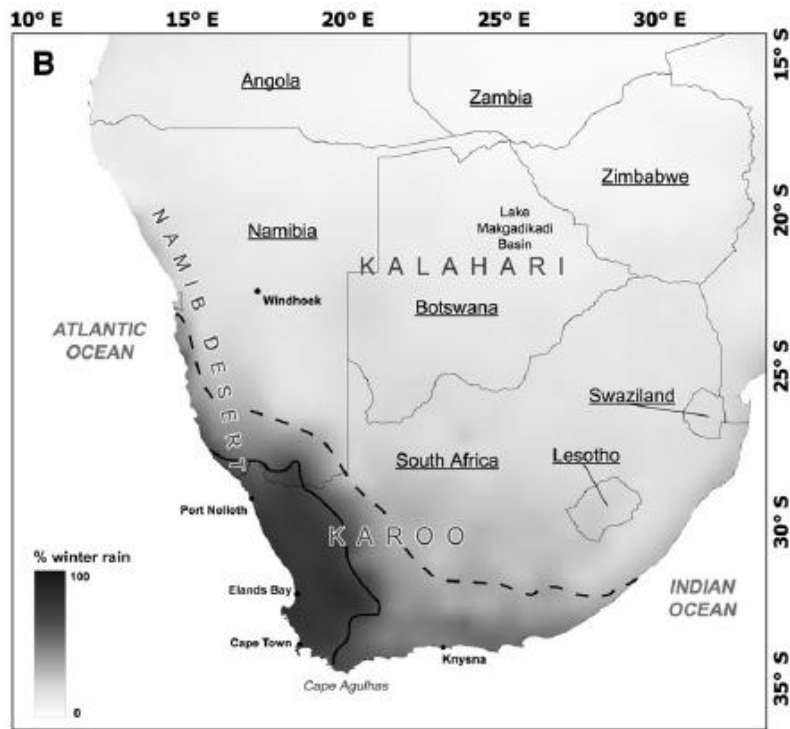 10° E 15° E 20° E 25° E 30° E
B
15° S
20° S
25° S
30° S
35° S
Angola
Zambia
Zimbabwe
Namibia
Lake
Makgadikadi
Basin
KALAHARI
NAMIB DESERT
Windhoek
Botswana
ATLANTIC
OCEAN
Swaziland
South Africa
Lesotho
Port Nolloth
KAROO
% winter rain
100
0
Elands Bay
INDIAN
OCEAN
Cape Town
Knysna
Cape Agulhas